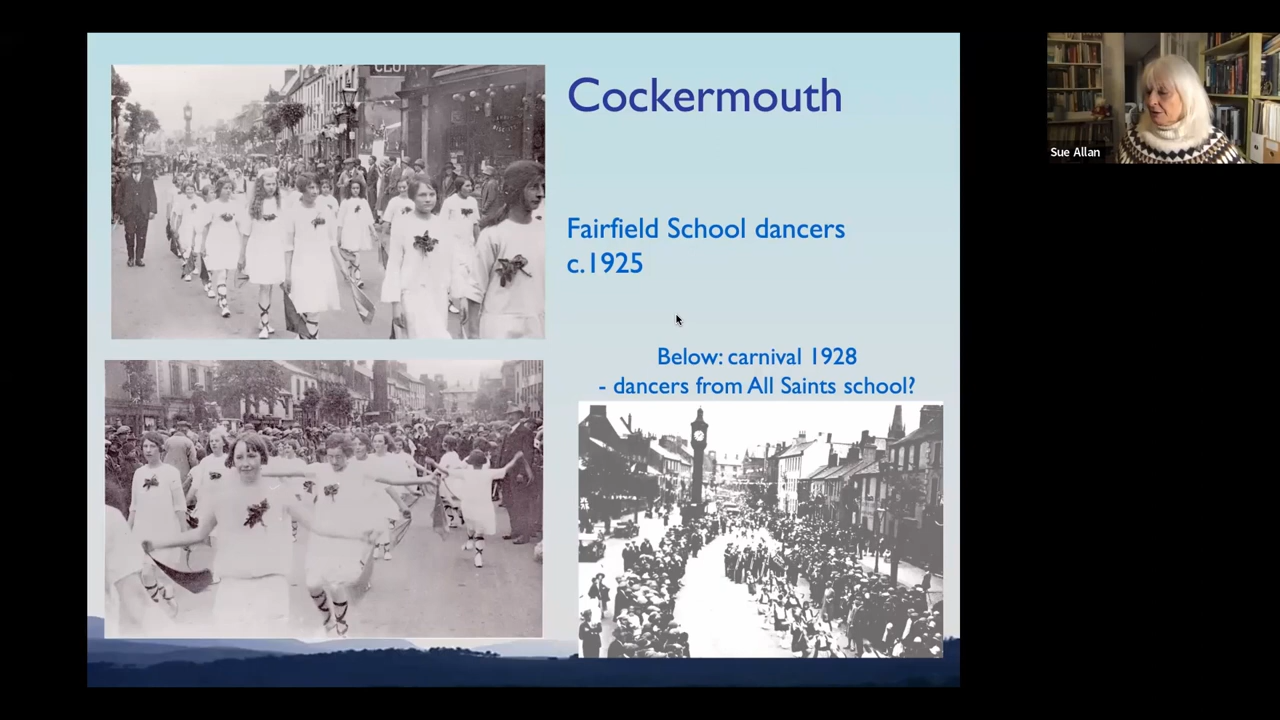 Cockermouth
Fairfield School dancers
c.1925
Below: carnival 1928
- dancers from All Saints school?
Sue Allan